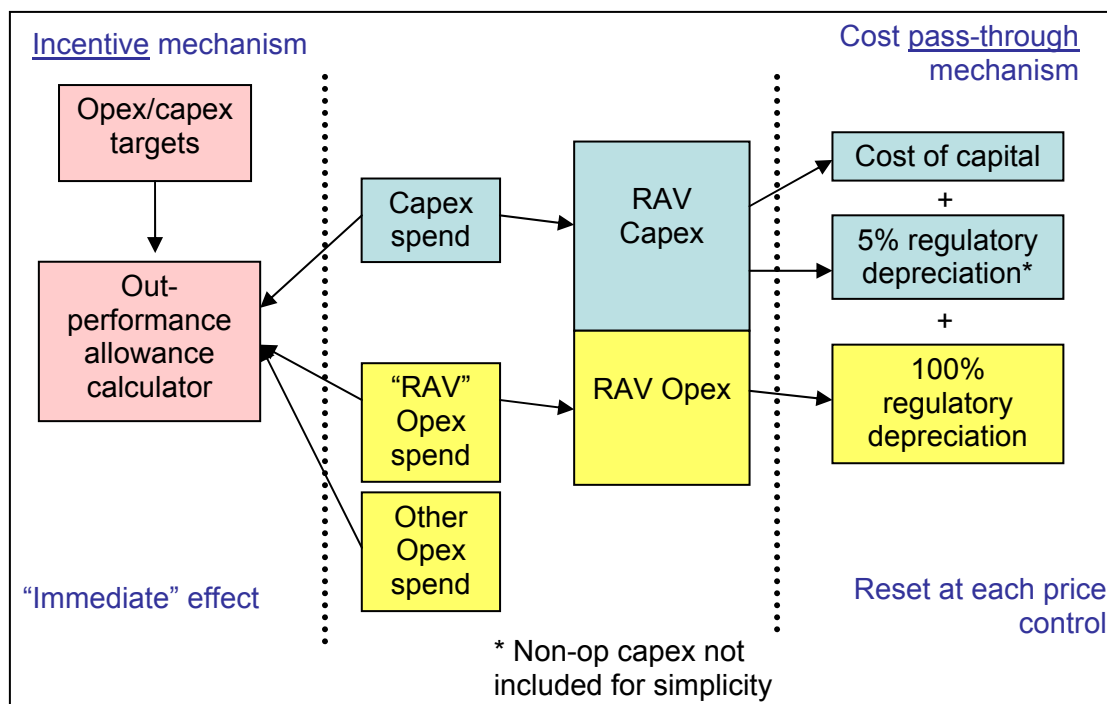 Incentive mechanism
Cost pass-through
mechanism
Opex/capex
targets
Out-
performance
allowance
calculator
Capex
spend
“RAV”
Opex
spend
Other
Opex
spend
RAV
Capex
RAV Opex
Cost of capital
+
5% regulatory
depreciation*
+
100%
regulatory
depreciation
“Immediate” effect
Reset at each price
control
* Non-op capex not
included for simplicity